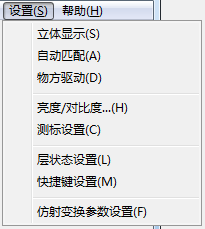 设置(S) 帮助(H)
立体显示(S)
自动匹配(A)
物方驱动(D)
亮度/对比度...(H)
测标设置(C)
层状态设置(L)
快捷键设置(M)
仿射变换参数设置(F)